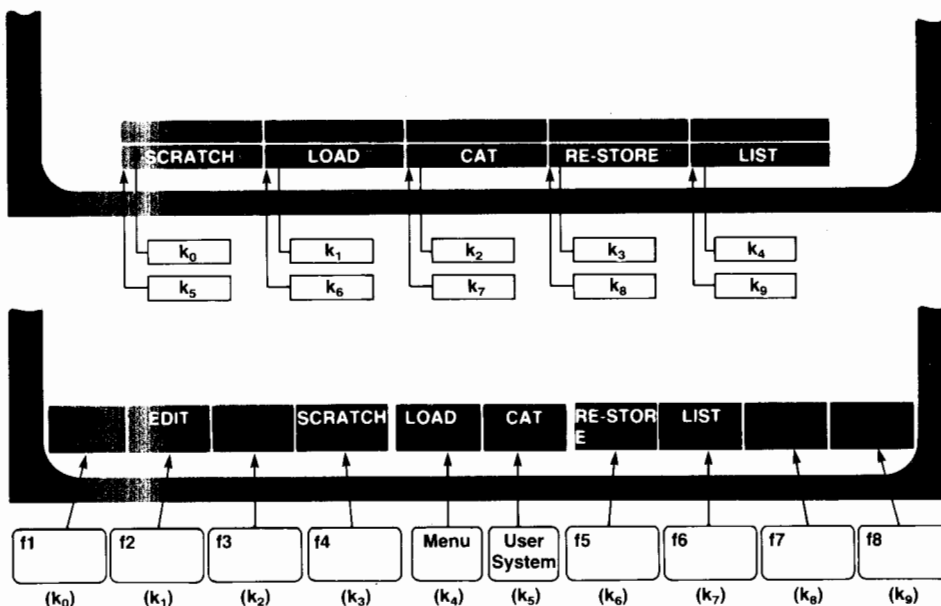 SCRATCH LOAD CAT RE-STORE LIST
k0 k1 k2 k3 k4
k5 k6 k7 k8 k9
EDIT SCRATCH LOAD CAT RE-STOR LIST
E
f1 f2 f3 f4 Menu User f5 f6 f7 f8
System
(k0) (k1) (k2) (k3) (k4) (k5) (k6) (k7) (k8) (k9)